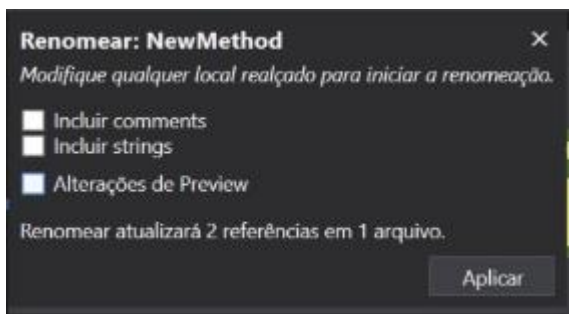 Renomear: NewMethod
Modifique qualquer local realçado para iniciar a renomeação.
Incluir comments
Incluir strings
Alterações de Preview
Renomear atualizará 2 referências em 1 arquivo.
Aplicar